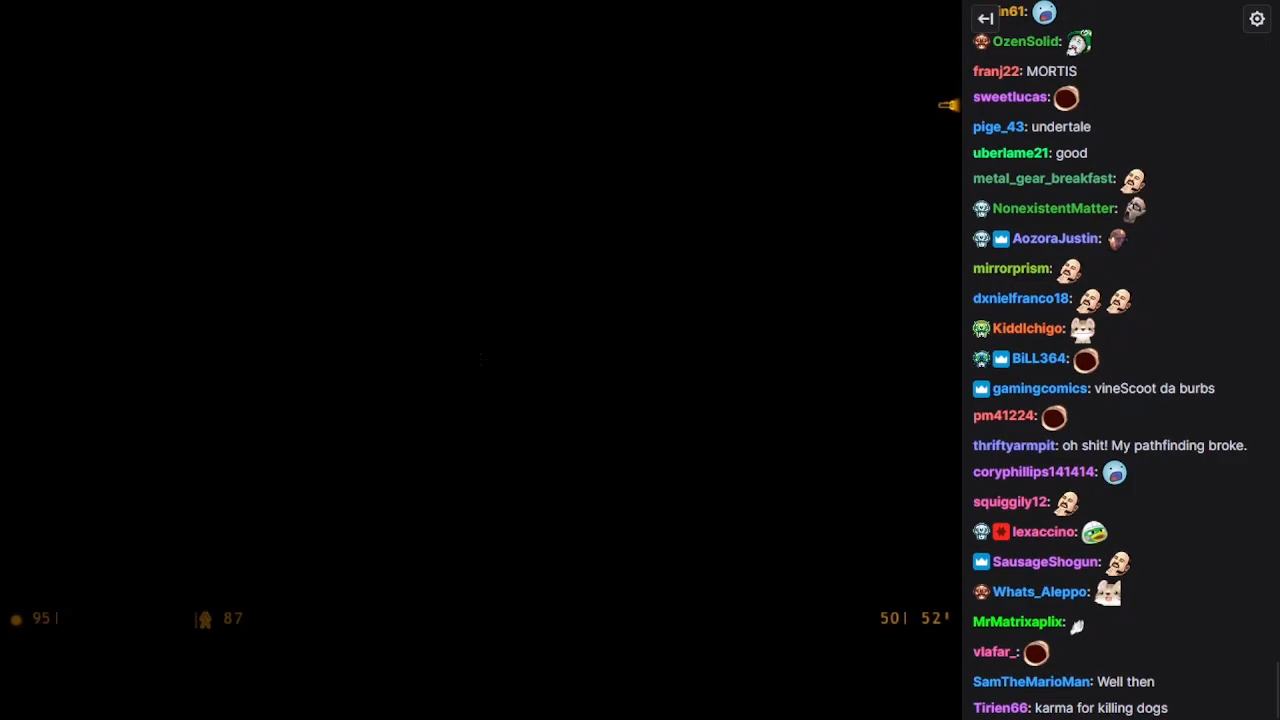 in61:
OzenSolid:
franj22: MORTIS
sweetlucas:
pige_43: undertale
uberlame21: good
metal_gear_breakfast:
NonexistentMatter:
AozoraJustin:
mirrorprism:
dxnielfranco18:
KiddIchigo:
BiLL364:
gamingcomics: vineScoot da burbs
pm41224:
thriftyarmpit: oh shit! My pathfinding broke.
coryphillips141414:
squiggily12:
lexaccino:
SausageShogun:
Whats_Aleppo:
95 87 50 52
MrMatrixaplix:
vlafar_:
SamTheMarioMan: Well then
Tirien66: karma for killing dogs